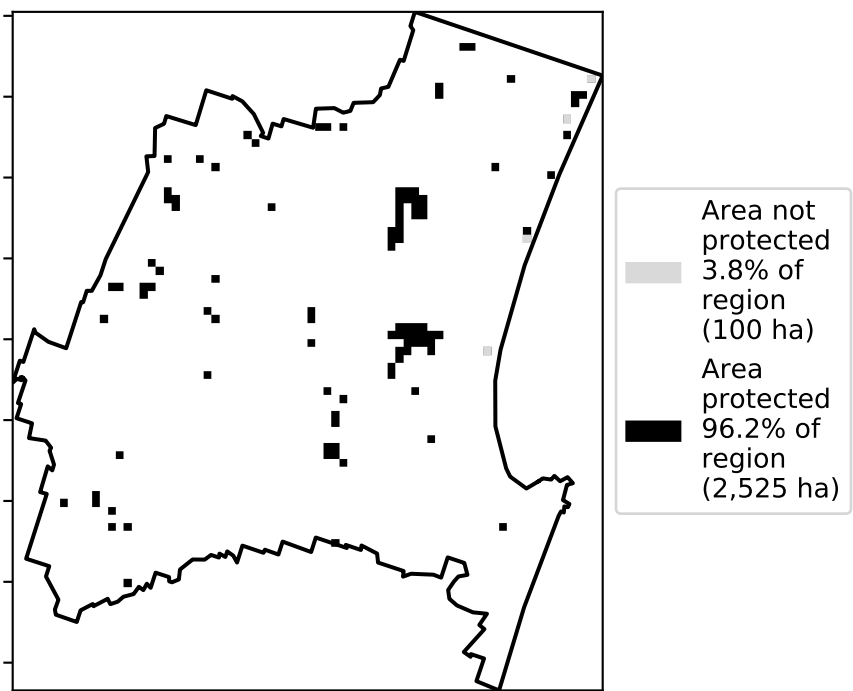 Area not
protected
3.8% of
region
(100 ha)
Area
protected
96.2% of
region
(2,525 ha)